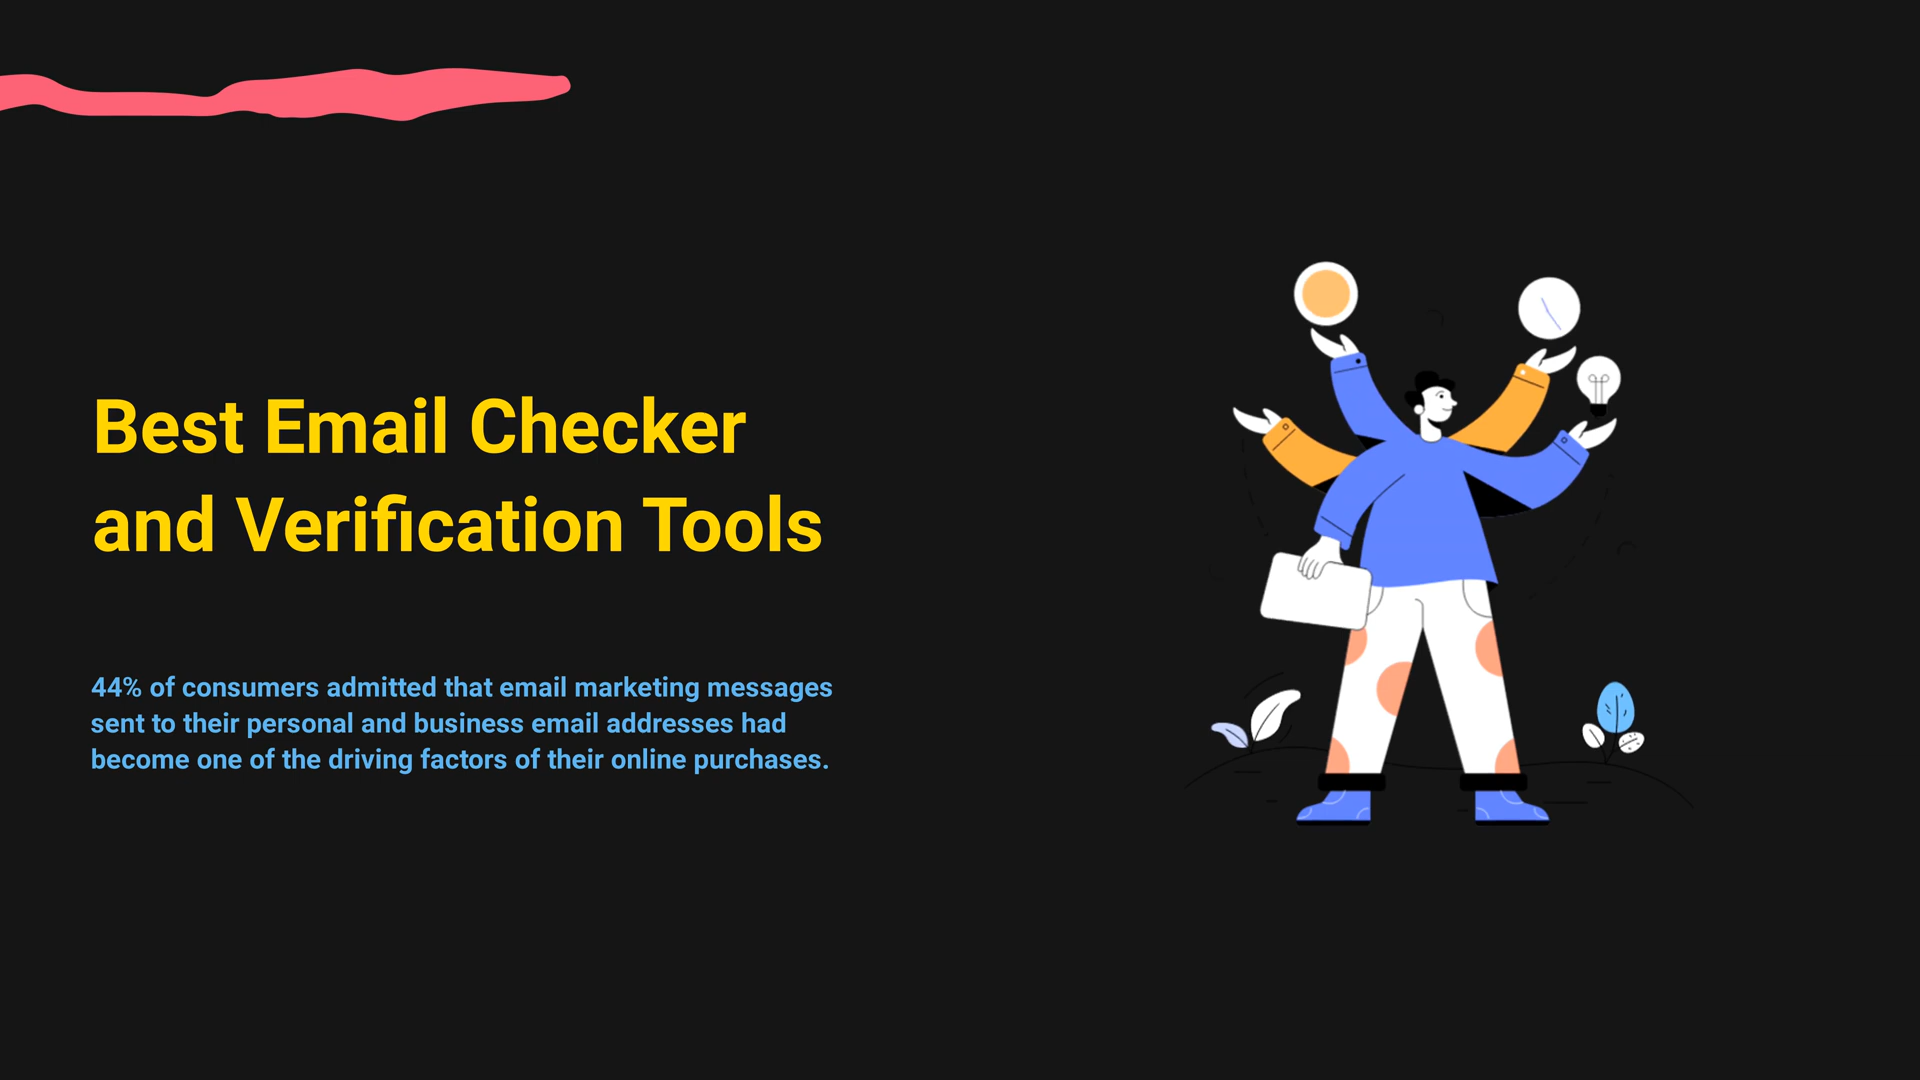 Best Email Checker
and Verification Tools
44% of consumers admitted that email marketing messages
sent to their personal and business email addresses had
become one of the driving factors of their online purchases.